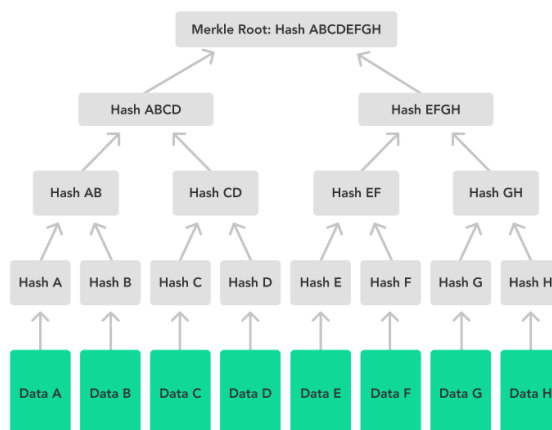 Merkle Root: Hash ABCDEFGH
Hash ABCD
Hash EFGH
Hash AB
Hash CD
Hash EF
Hash GH
Hash A
Hash B
Hash C
Hash D
Hash E
Hash F
Hash G
Hash H
Data A
Data B
Data C
Data D
Data E
Data F
Data G
Data H